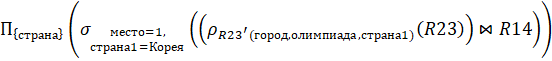 П{страна} (σ место=1, страна1=Корея ((ρR23′(город,олимпиада,страна1)(R23)) ⋈ R14))